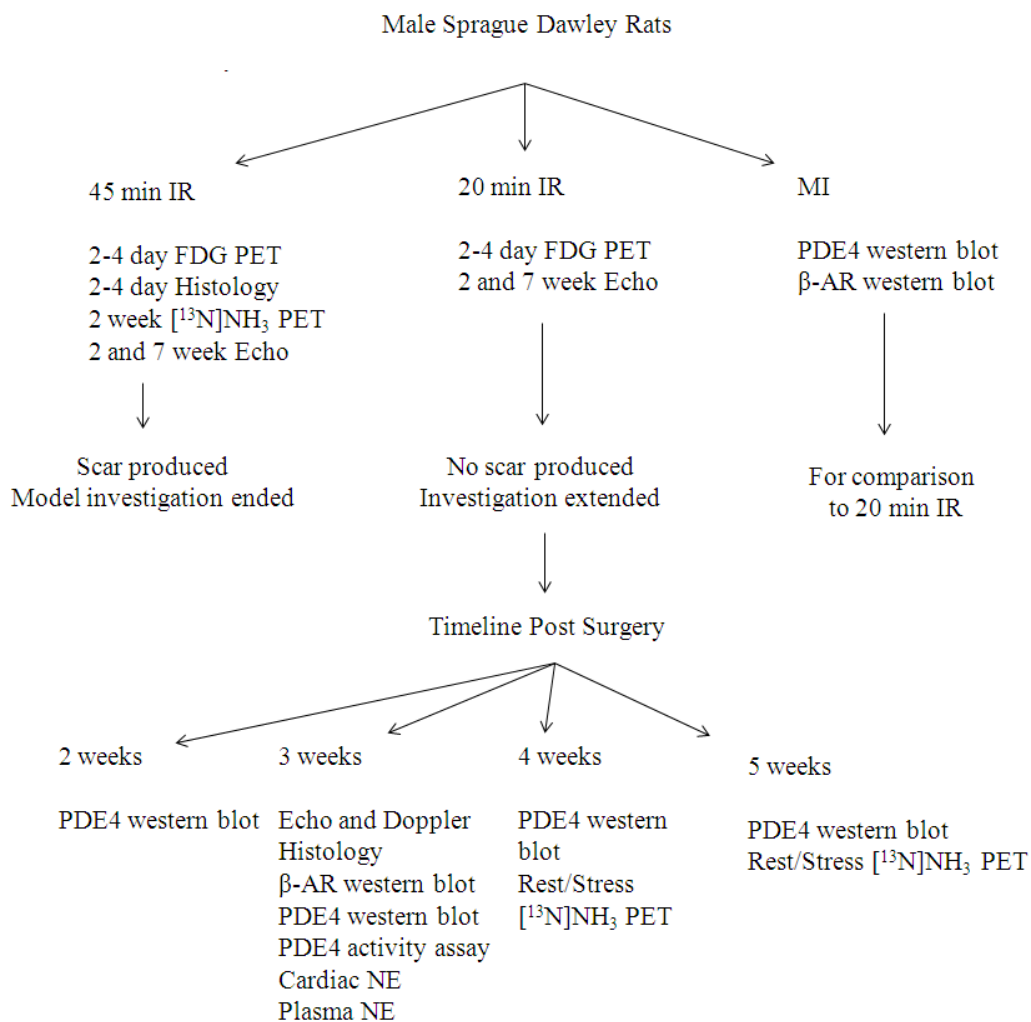 Male Sprague Dawley Rats
45 min IR
2-4 day FDG PET
2-4 day Histology
2 week [¹³N]NH₃ PET
2 and 7 week Echo
Scar produced
Model investigation ended
20 min IR
2-4 day FDG PET
2 and 7 week Echo
No scar produced
Investigation extended
MI
PDE4 western blot
β-AR western blot
For comparison
to 20 min IR
Timeline Post Surgery
2 weeks
PDE4 western blot
3 weeks
Echo and Doppler
Histology
β-AR western blot
PDE4 western blot
PDE4 activity assay
Cardiac NE
Plasma NE
4 weeks
PDE4 western
blot
Rest/Stress
[¹³N]NH₃ PET
5 weeks
PDE4 western blot
Rest/Stress [¹³N]NH₃ PET